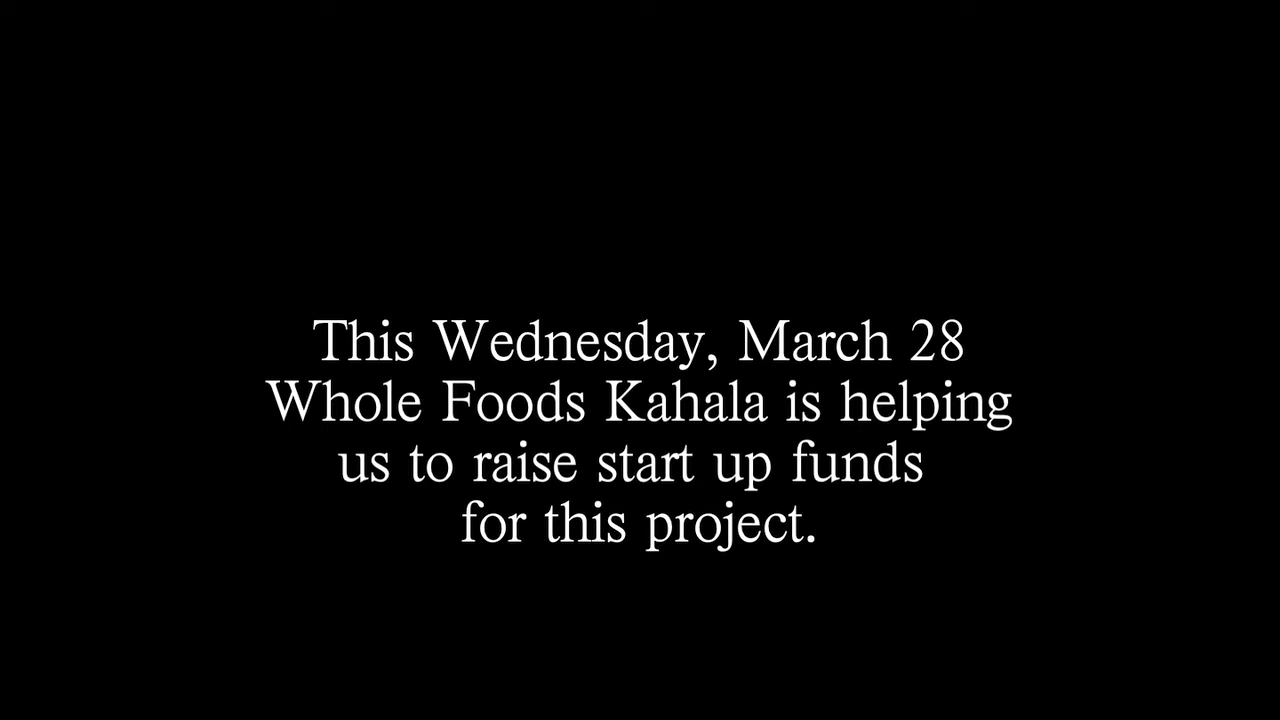 This Wednesday, March 28
Whole Foods Kahala is helping
us to raise start up funds
for this project.